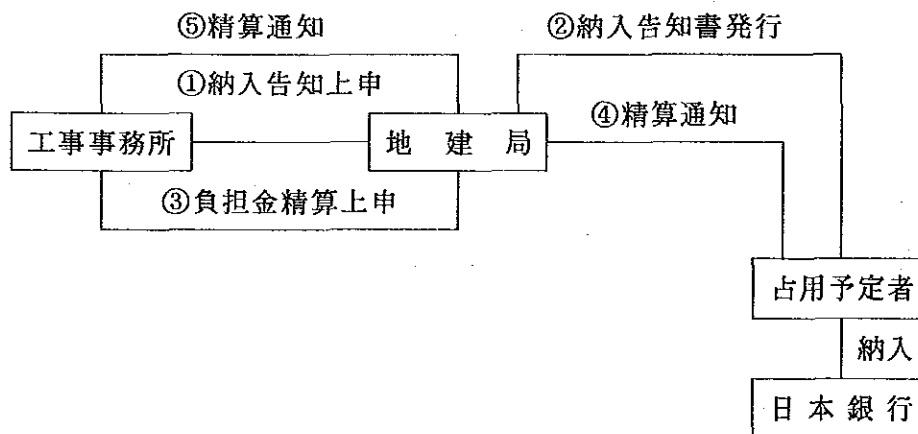 ⑤精算通知
②納入告知書発行
①納入告知上申
④精算通知
工事事務所
地建局
③負担金精算上申
占用予定者
納入
日本銀行